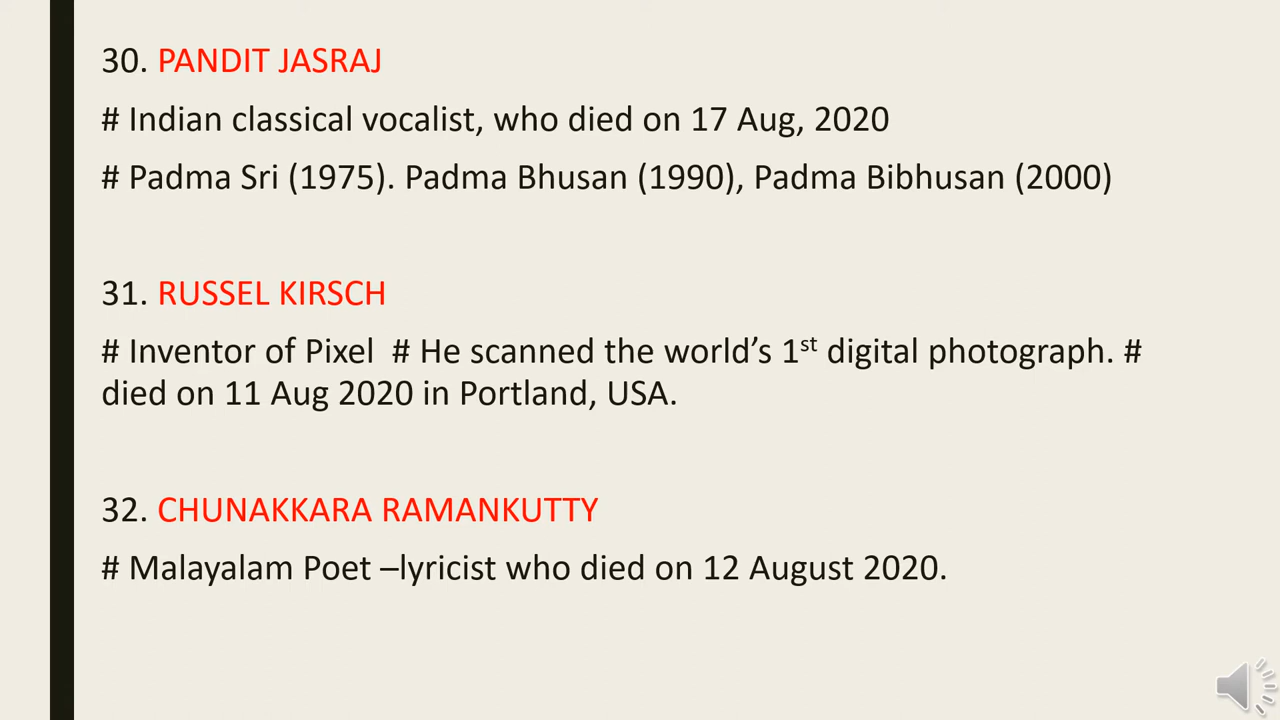 30. PANDIT JASRAJ
# Indian classical vocalist, who died on 17 Aug, 2020
# Padma Sri (1975). Padma Bhusan (1990), Padma Bibhusan (2000)
31. RUSSEL KIRSCH
# Inventor of Pixel  # He scanned the world’s 1st digital photograph. #
died on 11 Aug 2020 in Portland, USA.
32. CHUNAKKARA RAMANKUTTY
# Malayalam Poet –lyricist who died on 12 August 2020.